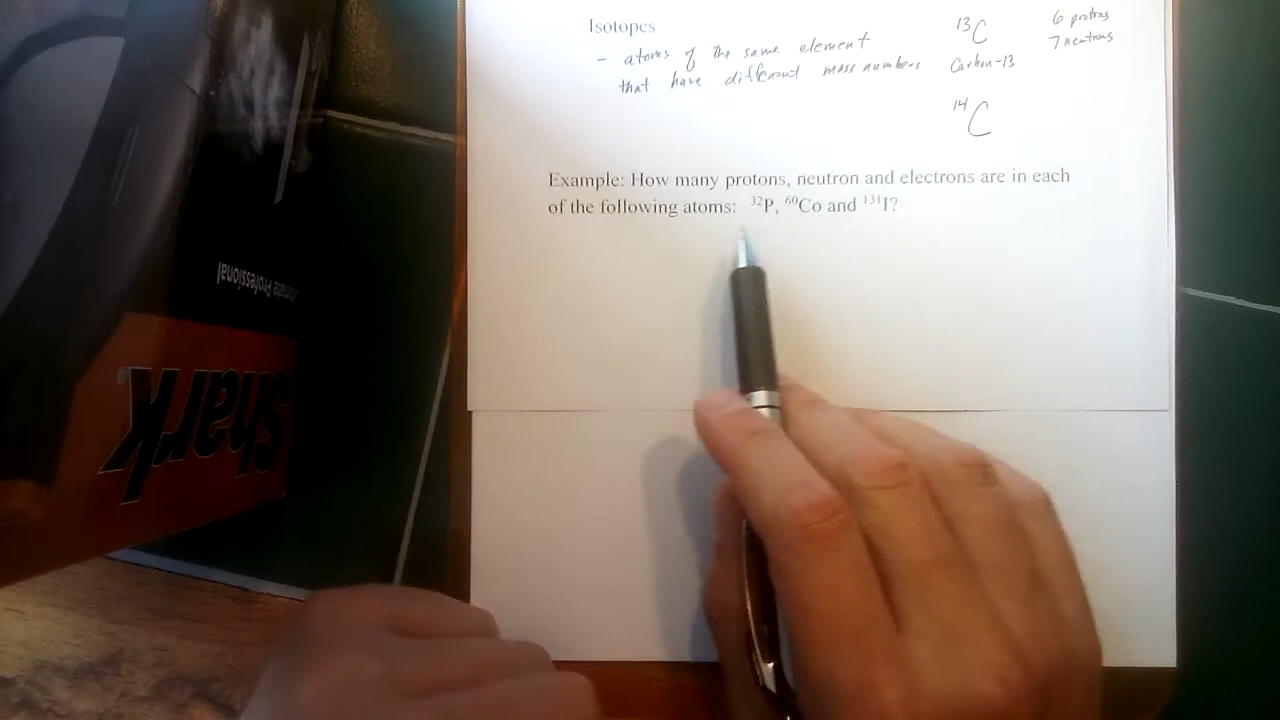 Isotopes
- atoms of the same element
that have different mass numbers
¹³C
6 protons
7 neutrons
Carbon-13
¹⁴C
Example: How many protons, neutron and electrons are in each
of the following atoms: ³²P, ⁶⁰Co and ¹³¹I?
Professional
Shark®